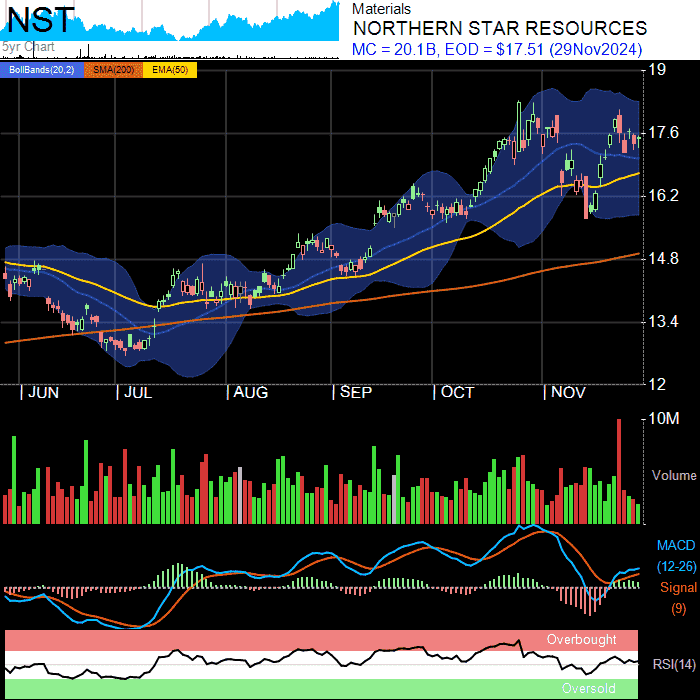 NST
5yr Chart
Materials
NORTHERN STAR RESOURCES
MC = 20.1B, EOD = $17.51 (29Nov2024)
BollBands(20,2) SMA(200) EMA(50)
19
17.6
16.2
14.8
13.4
12
JUN JUL AUG SEP OCT NOV
10M
Volume
MACD
(12-26)
Signal
(9)
Overbought
RSI(14)
Oversold